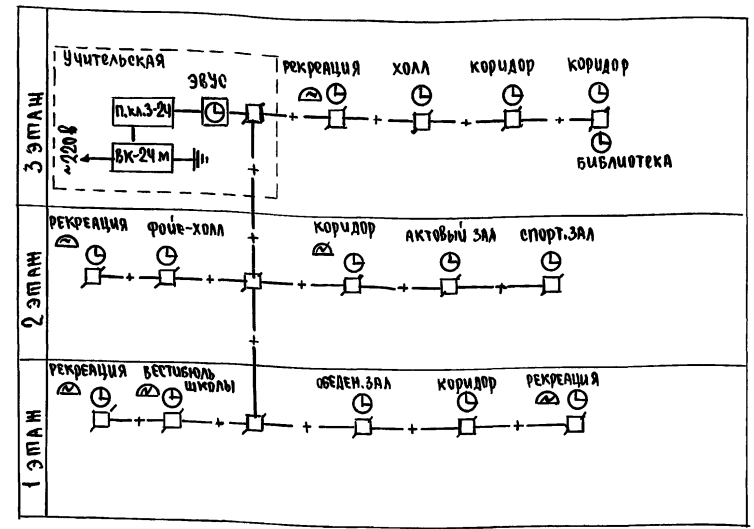 3 ЭТАЖ
УЧИТЕЛЬСКАЯ
ЭВУС
П.КЛ.3-24
ВК-24М
~220В
РЕКРЕАЦИЯ
ХОЛЛ
КОРИДОР
КОРИДОР
БИБЛИОТЕКА
2 ЭТАЖ
РЕКРЕАЦИЯ
ФОЙЕ-ХОЛЛ
КОРИДОР
АКТОВЫЙ ЗАЛ
СПОРТ.ЗАЛ
1 ЭТАЖ
РЕКРЕАЦИЯ
ВЕСТИБЮЛЬ
ШКОЛЫ
ОБЕДЕН.ЗАЛ
КОРИДОР
РЕКРЕАЦИЯ